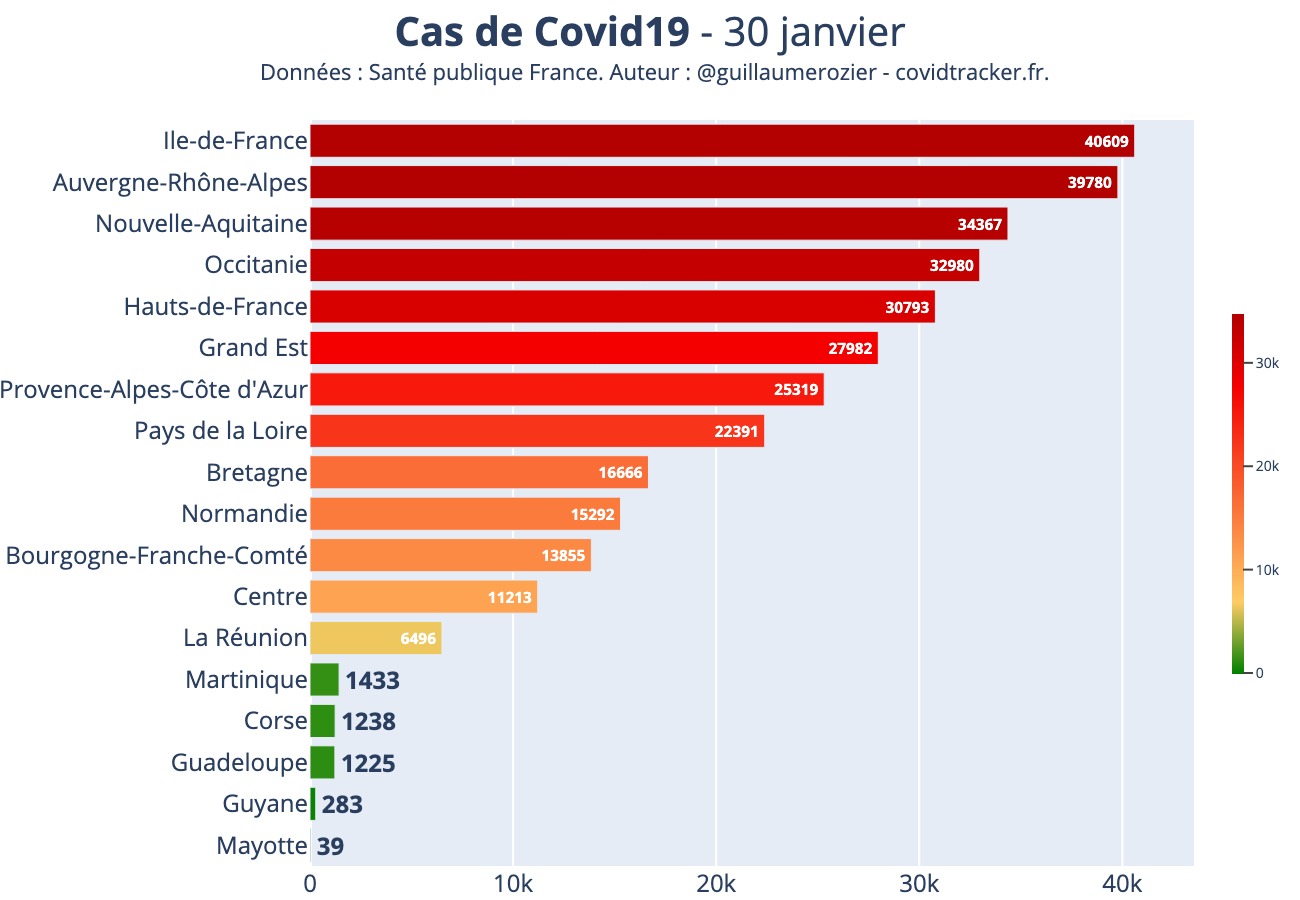 Cas de Covid19 - 30 janvier
Données : Santé publique France. Auteur : @guillaumerozier - covidtracker.fr.
Ile-de-France 40609
Auvergne-Rhône-Alpes 39780
Nouvelle-Aquitaine 34367
Occitanie 32980
Hauts-de-France 30793
Grand Est 27982
Provence-Alpes-Côte d'Azur 25319
Pays de la Loire 22391
Bretagne 16666
Normandie 15292
Bourgogne-Franche-Comté 13855
Centre 11213
La Réunion 6496
Martinique 1433
Corse 1238
Guadeloupe 1225
Guyane 283
Mayotte 39
0 10k 20k 30k 40k
30k
20k
10k
0